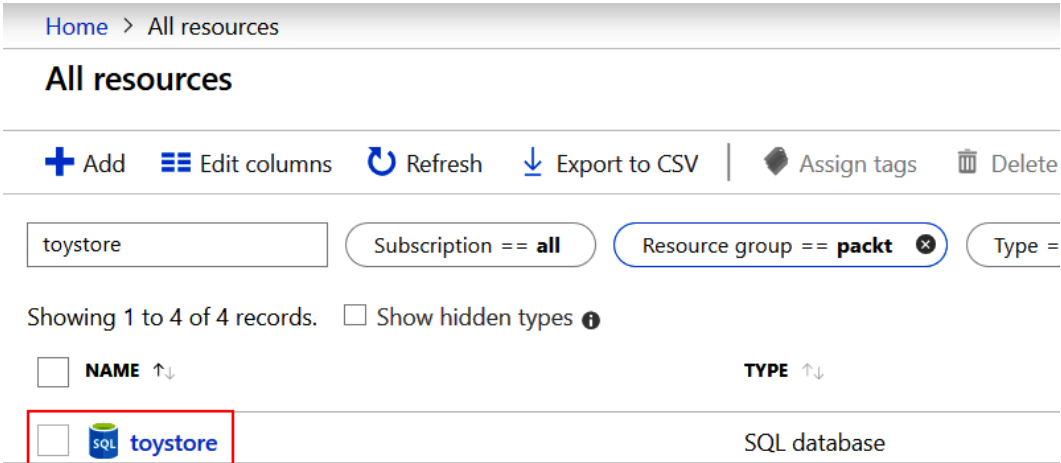 Home > All resources
All resources
Add Edit columns Refresh Export to CSV Assign tags Delete
toystore Subscription == all Resource group == packt Type =
Showing 1 to 4 of 4 records. Show hidden types
NAME ↑↓ TYPE ↑↓
SQL toystore SQL database